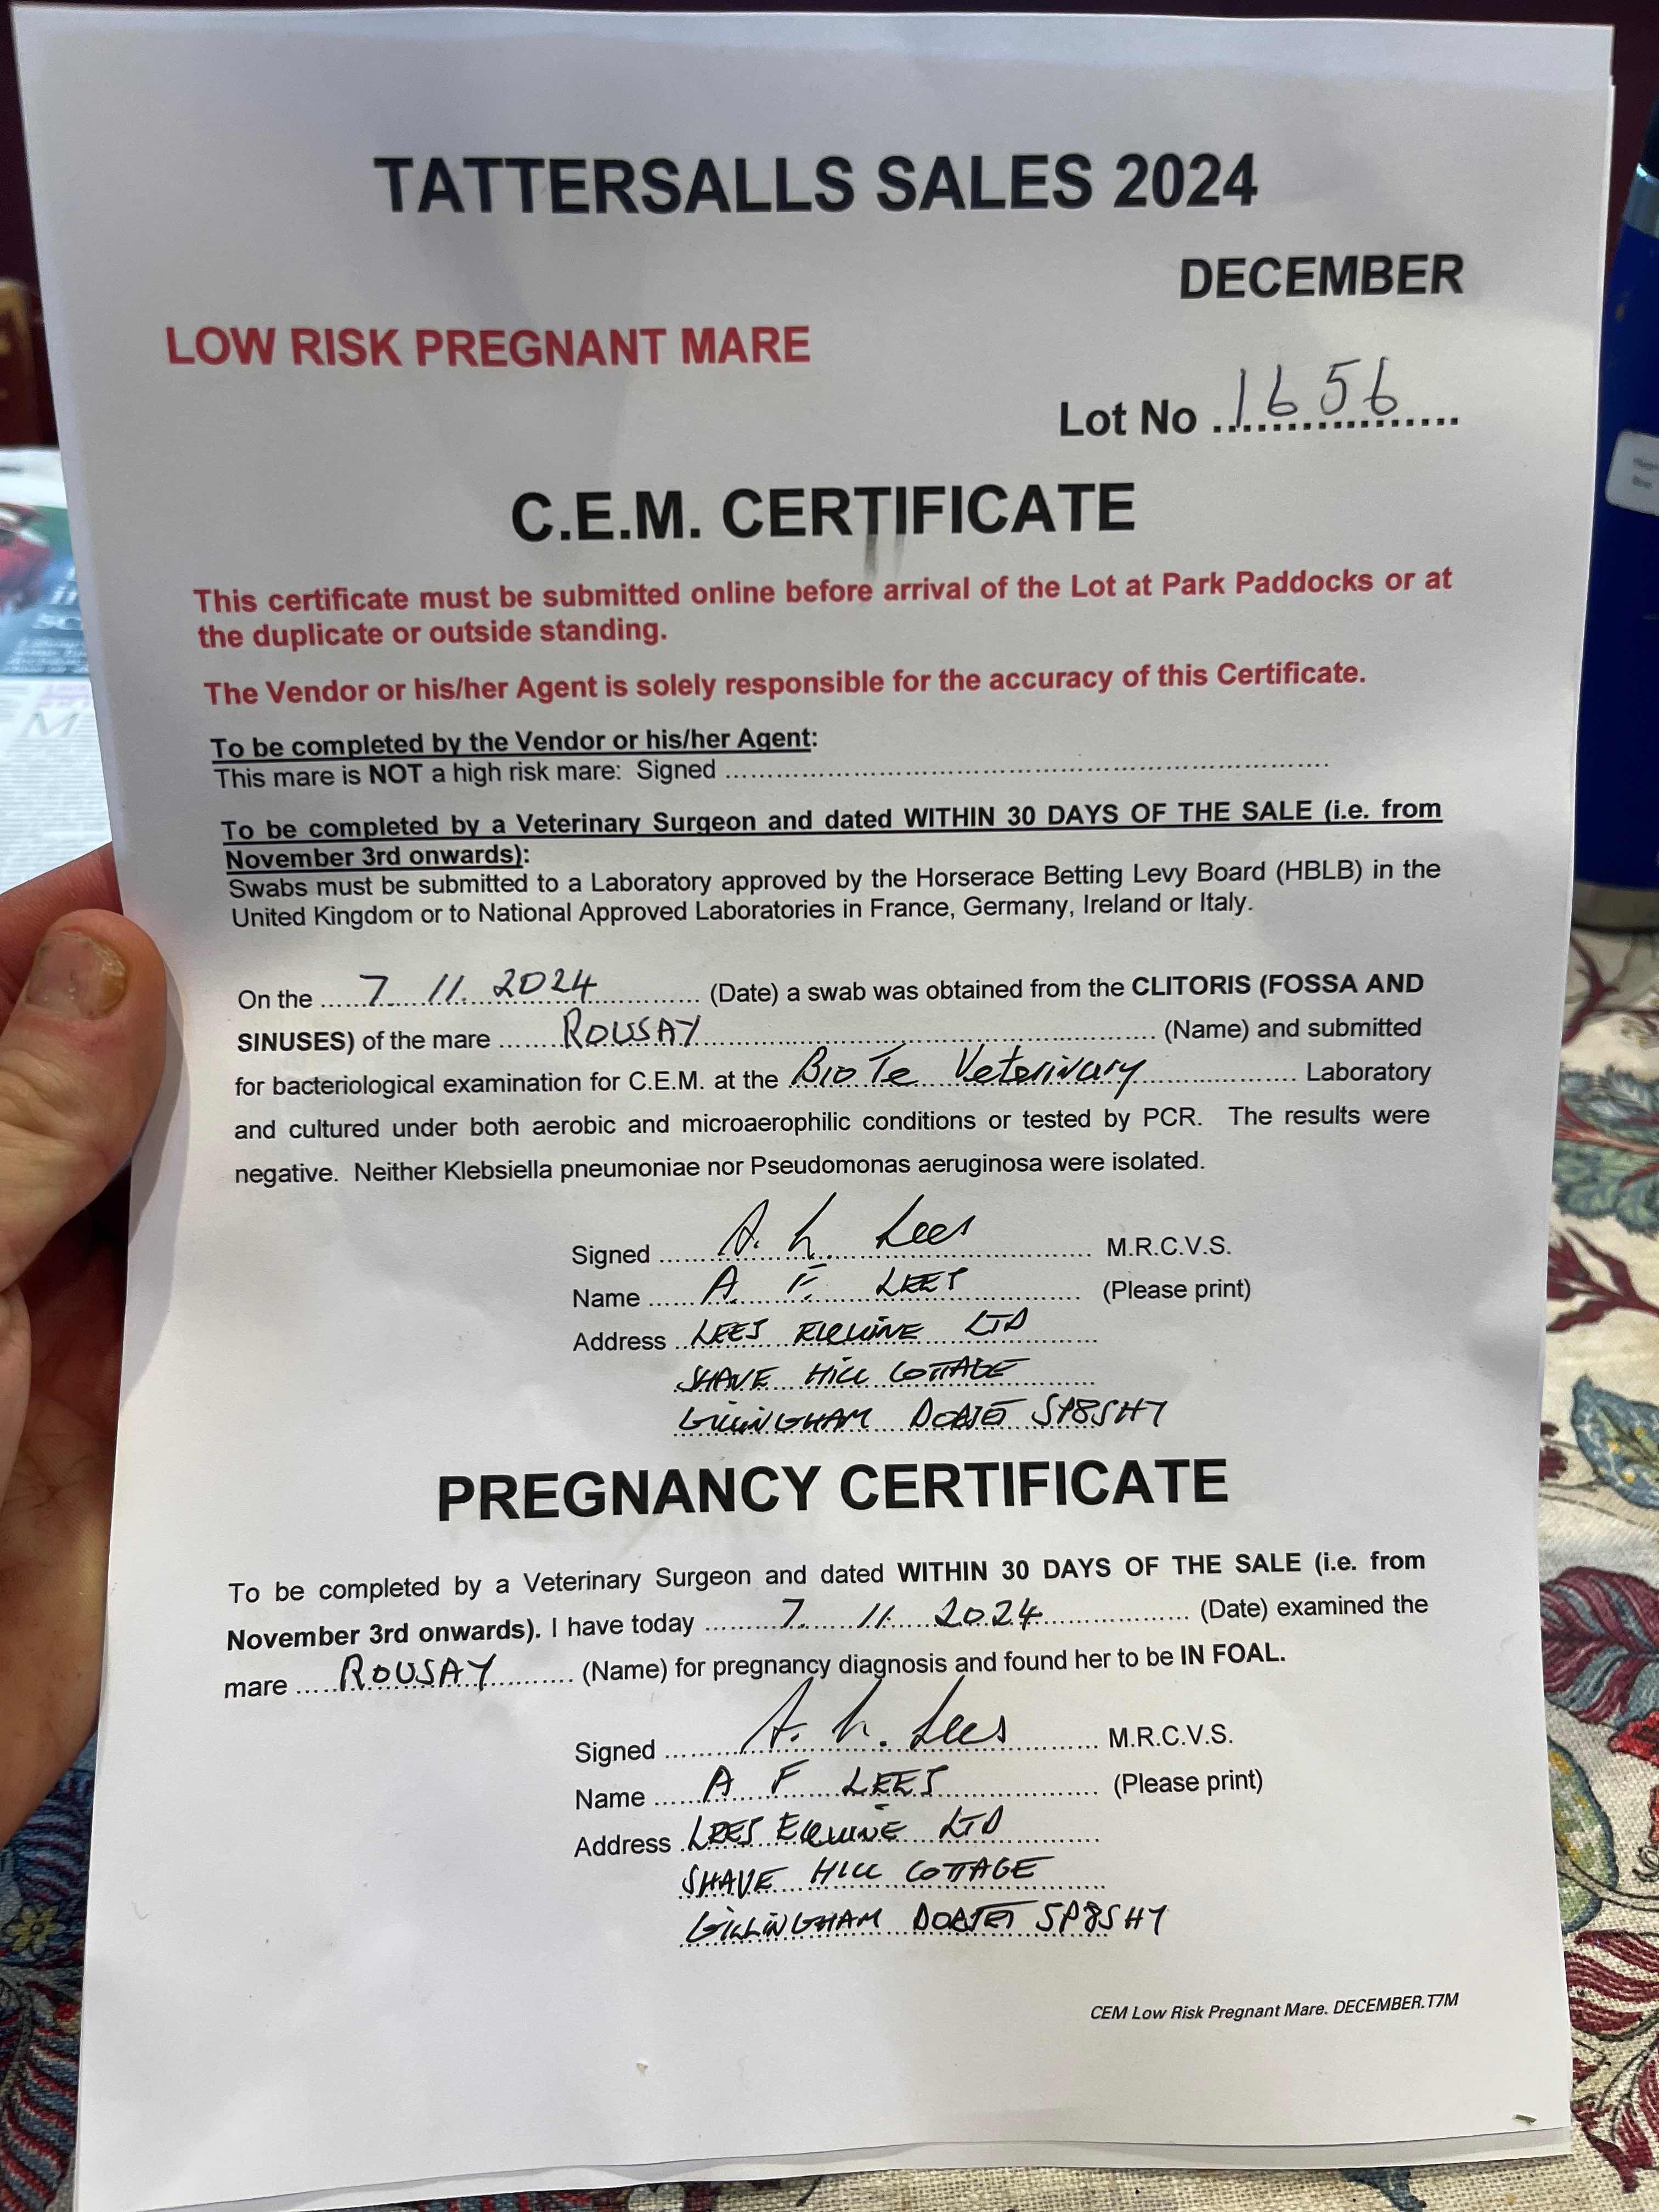 TATTERSALLS SALES 2024
DECEMBER
LOW RISK PREGNANT MARE
Lot No 1656
C.E.M. CERTIFICATE
This certificate must be submitted online before arrival of the Lot at Park Paddocks or at
the duplicate or outside standing.
The Vendor or his/her Agent is solely responsible for the accuracy of this Certificate.
To be completed by the Vendor or his/her Agent:
This mare is NOT a high risk mare: Signed
To be completed by a Veterinary Surgeon and dated WITHIN 30 DAYS OF THE SALE (i.e. from
November 3rd onwards):
Swabs must be submitted to a Laboratory approved by the Horserace Betting Levy Board (HBLB) in the
United Kingdom or to National Approved Laboratories in France, Germany, Ireland or Italy.
On the 7. 11. 2024 (Date) a swab was obtained from the CLITORIS (FOSSA AND
SINUSES) of the mare ROUSAY (Name) and submitted
for bacteriological examination for C.E.M. at the BioTe Veterinary Laboratory
and cultured under both aerobic and microaerophilic conditions or tested by PCR. The results were
negative. Neither Klebsiella pneumoniae nor Pseudomonas aeruginosa were isolated.
Signed A. F. Lees M.R.C.V.S.
Name A F LEES (Please print)
Address LEES EQUINE LTD
SHAVE HILL COTTAGE
GILLINGHAM DORSET SP8 5HY
PREGNANCY CERTIFICATE
To be completed by a Veterinary Surgeon and dated WITHIN 30 DAYS OF THE SALE (i.e. from
November 3rd onwards). I have today 7. 11. 2024 (Date) examined the
mare ROUSAY (Name) for pregnancy diagnosis and found her to be IN FOAL.
Signed A. F. Lees M.R.C.V.S.
Name A F LEES (Please print)
Address LEES EQUINE LTD
SHAVE HILL COTTAGE
GILLINGHAM DORSET SP8 5HY
CEM Low Risk Pregnant Mare. DECEMBER.T7M